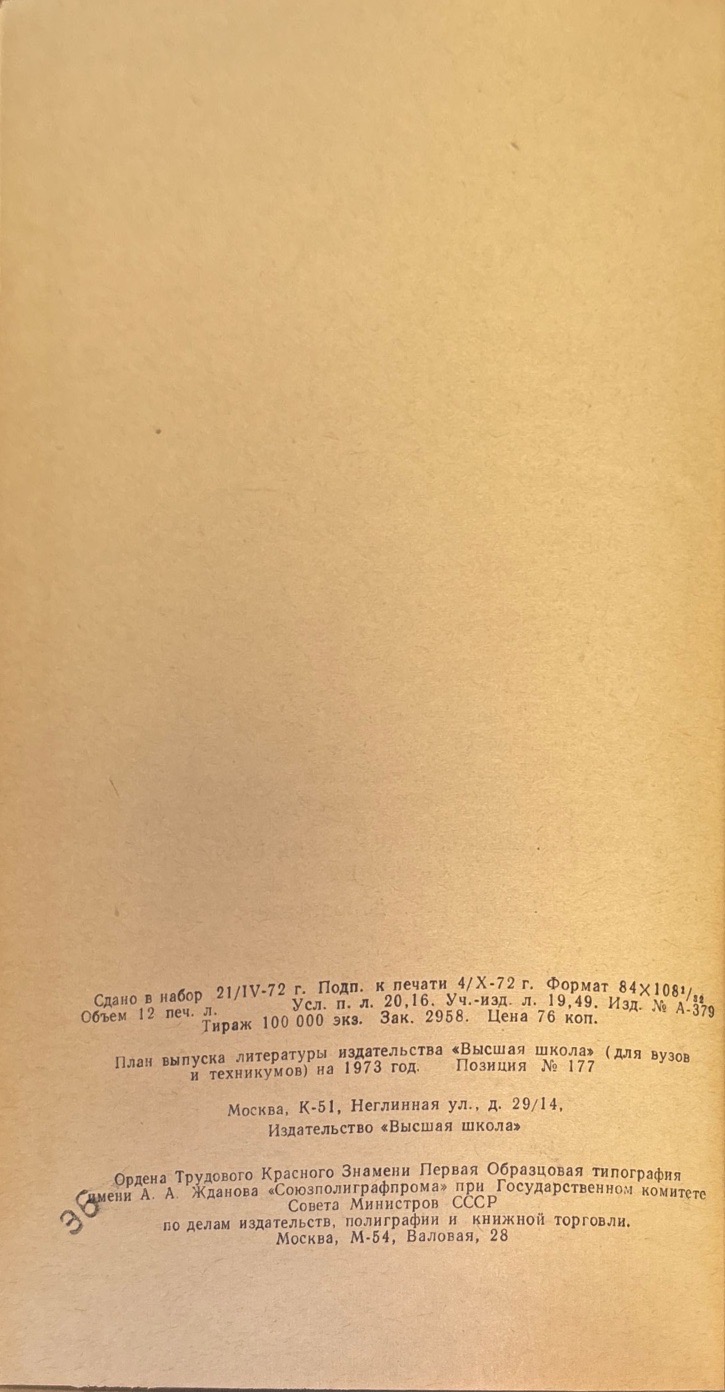 Сдано в набор 21/IV-72 г. Подп. к печати 4/X-72 г. Формат 84×108¹/₃₂
Объем 12 печ. л. Усл. п. л. 20,16. Уч.-изд. л. 19,49. Изд. № А-379
Тираж 100 000 экз. Зак. 2958. Цена 76 коп.
План выпуска литературы издательства «Высшая школа» (для вузов
и техникумов) на 1973 год. Позиция № 177
Москва, К-51, Неглинная ул., д. 29/14,
Издательство «Высшая школа»
Ордена Трудового Красного Знамени Первая Образцовая типография
имени А. А. Жданова «Союзполиграфпрома» при Государственном комитете
Совета Министров СССР
по делам издательств, полиграфии и книжной торговли.
Москва, М-54, Валовая, 28